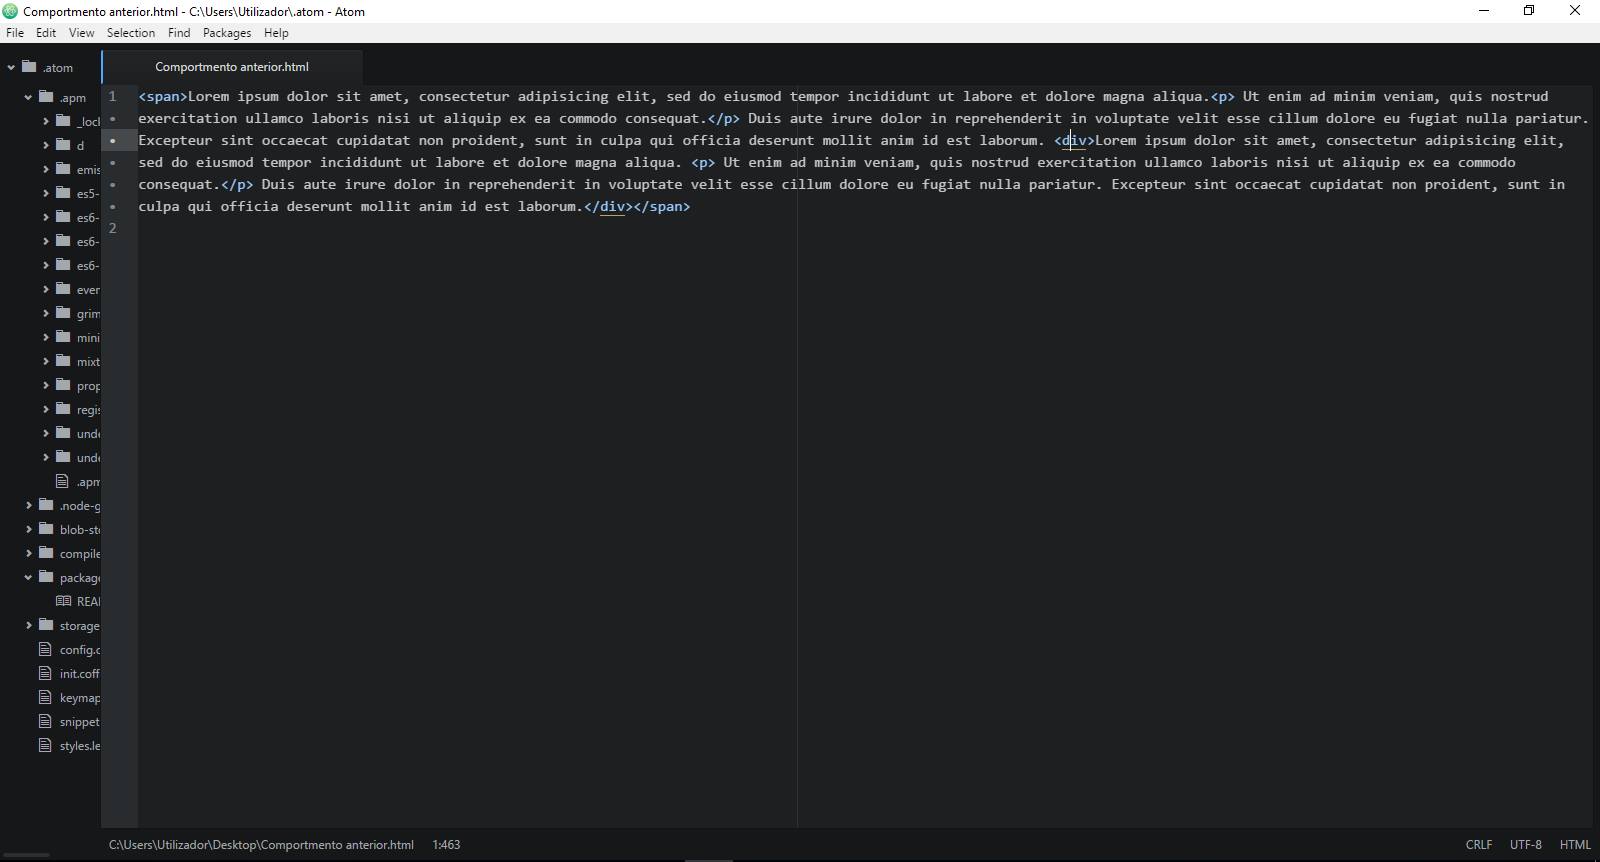 Comportmento anterior.html - C:\Users\Utilizador\.atom - Atom
File Edit View Selection Find Packages Help
.atom
.apm
_lock
d
emis
es5-
es6-
es6-
es6-
ever
grim
mini
mixt
prop
regis
unde
unde
.apm
.node-g
blob-sto
compile
package
REAI
storage
config.c
init.coff
keymap
snippet
styles.le
Comportmento anterior.html
1 <span>Lorem ipsum dolor sit amet, consectetur adipisicing elit, sed do eiusmod tempor incididunt ut labore et dolore magna aliqua.<p> Ut enim ad minim veniam, quis nostrud
• exercitation ullamco laboris nisi ut aliquip ex ea commodo consequat.</p> Duis aute irure dolor in reprehenderit in voluptate velit esse cillum dolore eu fugiat nulla pariatur.
• Excepteur sint occaecat cupidatat non proident, sunt in culpa qui officia deserunt mollit anim id est laborum. <div>Lorem ipsum dolor sit amet, consectetur adipisicing elit,
• sed do eiusmod tempor incididunt ut labore et dolore magna aliqua. <p> Ut enim ad minim veniam, quis nostrud exercitation ullamco laboris nisi ut aliquip ex ea commodo
• consequat.</p> Duis aute irure dolor in reprehenderit in voluptate velit esse cillum dolore eu fugiat nulla pariatur. Excepteur sint occaecat cupidatat non proident, sunt in
• culpa qui officia deserunt mollit anim id est laborum.</div></span>
2
C:\Users\Utilizador\Desktop\Comportmento anterior.html 1:463 CRLF UTF-8 HTML